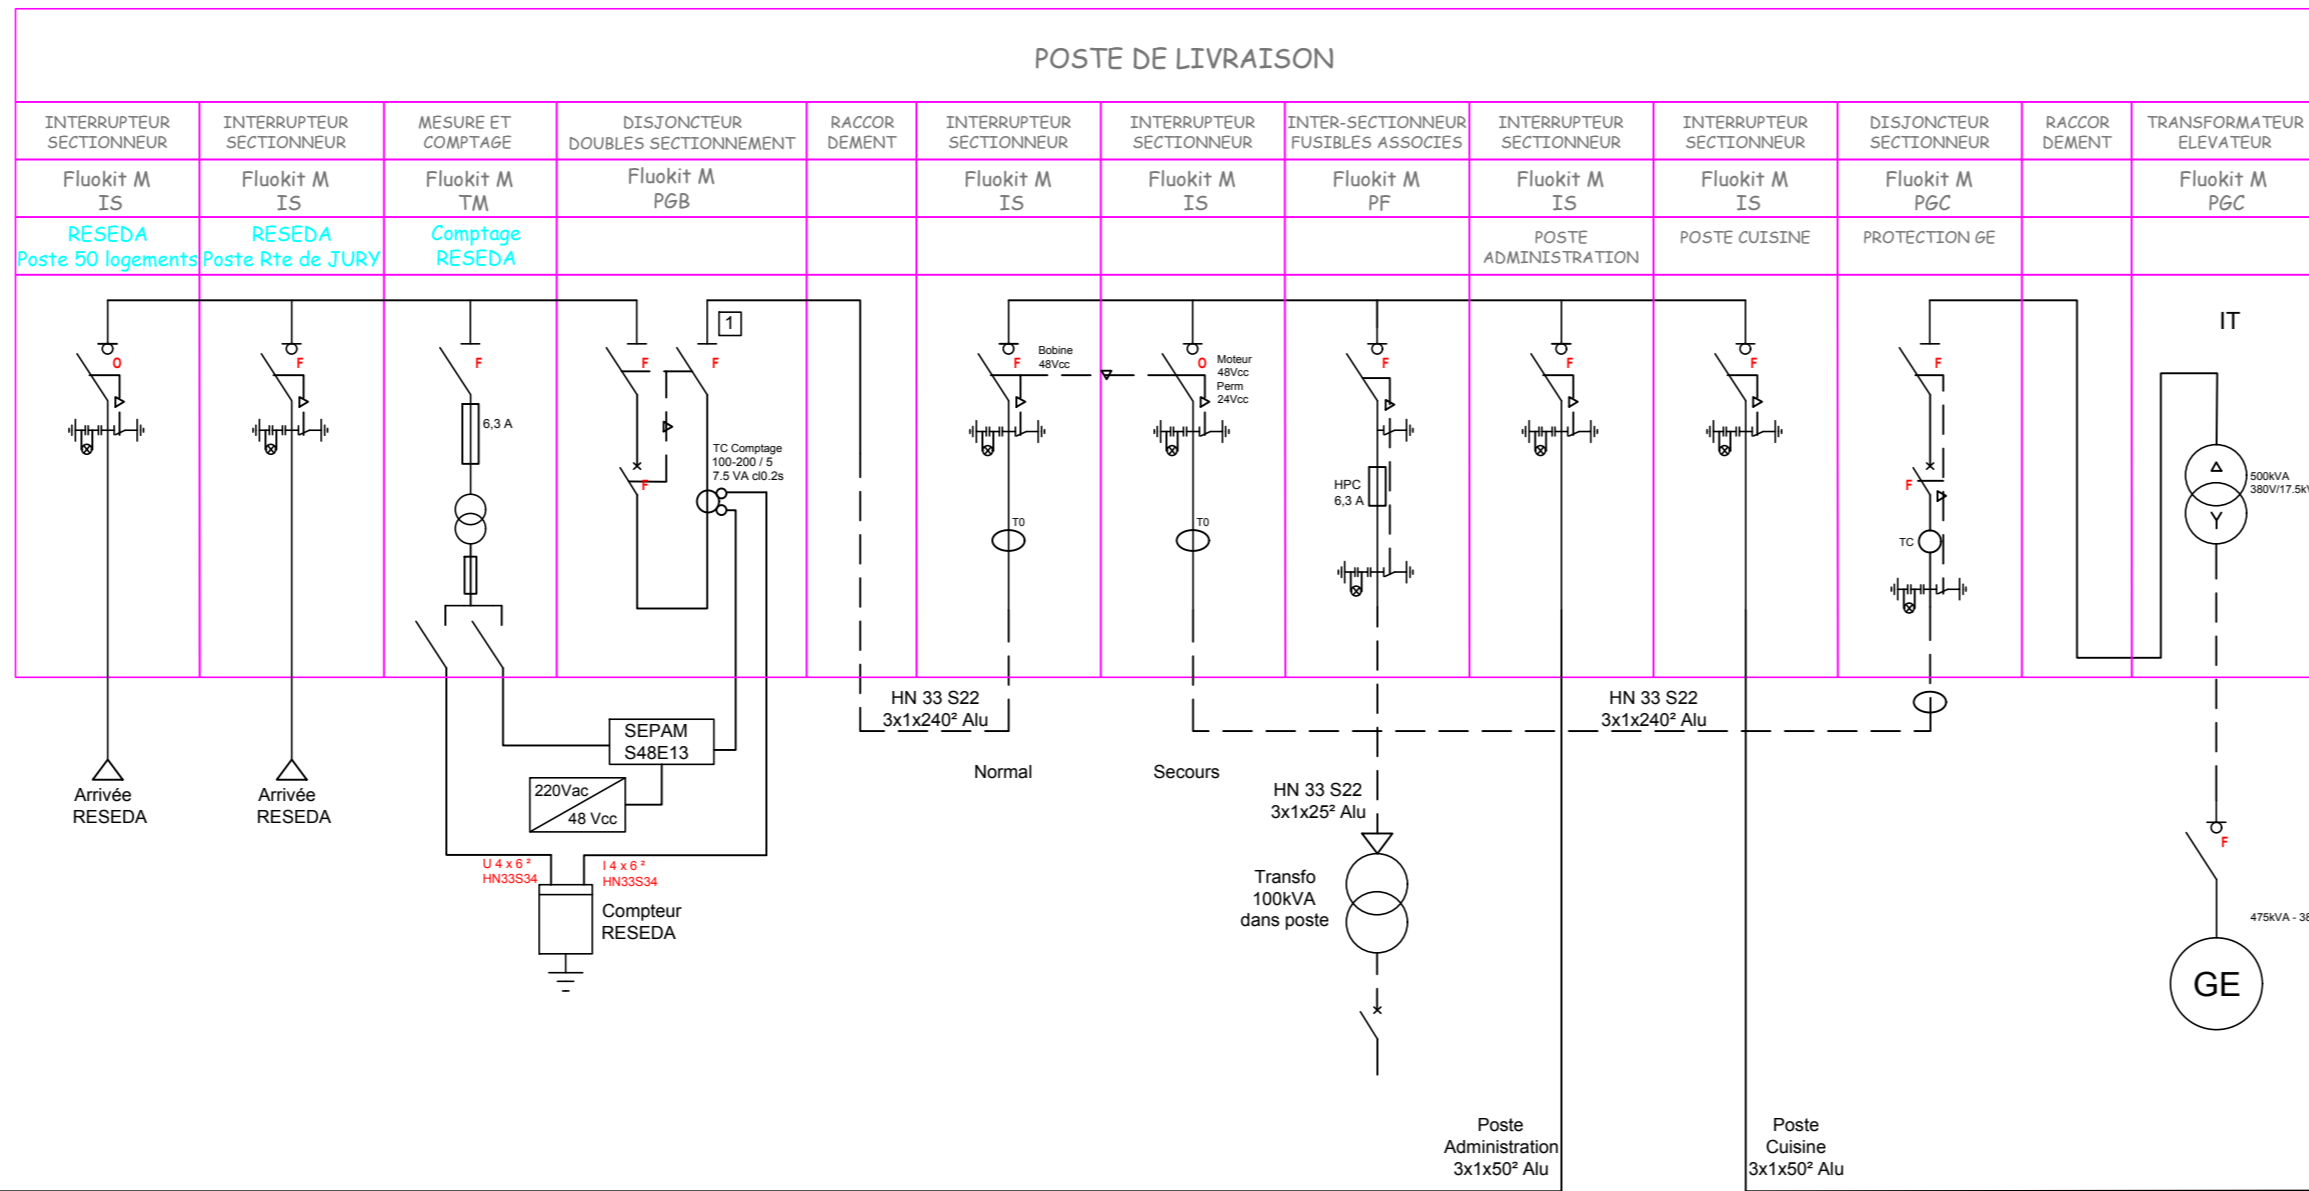 POSTE DE LIVRAISON
INTERRUPTEUR
SECTIONNEUR
INTERRUPTEUR
SECTIONNEUR
MESURE ET
COMPTAGE
DISJONCTEUR
DOUBLES SECTIONNEMENT
RACCOR
DEMENT
INTERRUPTEUR
SECTIONNEUR
INTERRUPTEUR
SECTIONNEUR
INTER-SECTIONNEUR
FUSIBLES ASSOCIES
INTERRUPTEUR
SECTIONNEUR
INTERRUPTEUR
SECTIONNEUR
DISJONCTEUR
SECTIONNEUR
RACCOR
DEMENT
TRANSFORMATEUR
ELEVATEUR
Fluokit M
IS
Fluokit M
IS
Fluokit M
TM
Fluokit M
PGB
Fluokit M
IS
Fluokit M
IS
Fluokit M
PF
Fluokit M
IS
Fluokit M
IS
Fluokit M
PGC
Fluokit M
PGC
RESEDA
Poste 50 logements
RESEDA
Poste Rte de JURY
Comptage
RESEDA
POSTE
ADMINISTRATION
POSTE CUISINE
PROTECTION GE
1
IT
O
F
F
F
F
F
Bobine
48Vcc
O
Moteur
48Vcc
Perm
24Vcc
F
F
F
F
6,3 A
TC Comptage
100-200 / 5
7.5 VA cl0.2s
F
HPC
6,3 A
F
500kVA
380V/17.5k
Δ
Y
T0
T0
TC
HN 33 S22
3x1x240² Alu
HN 33 S22
3x1x240² Alu
SEPAM
S48E13
Normal
Secours
220Vac
48 Vcc
Arrivée
RESEDA
Arrivée
RESEDA
HN 33 S22
3x1x25² Alu
F
U 4 x 6 ²
HN33S34
I 4 x 6 ²
HN33S34
Compteur
RESEDA
Transfo
100kVA
dans poste
475kVA - 38
GE
Poste
Administration
3x1x50² Alu
Poste
Cuisine
3x1x50² Alu